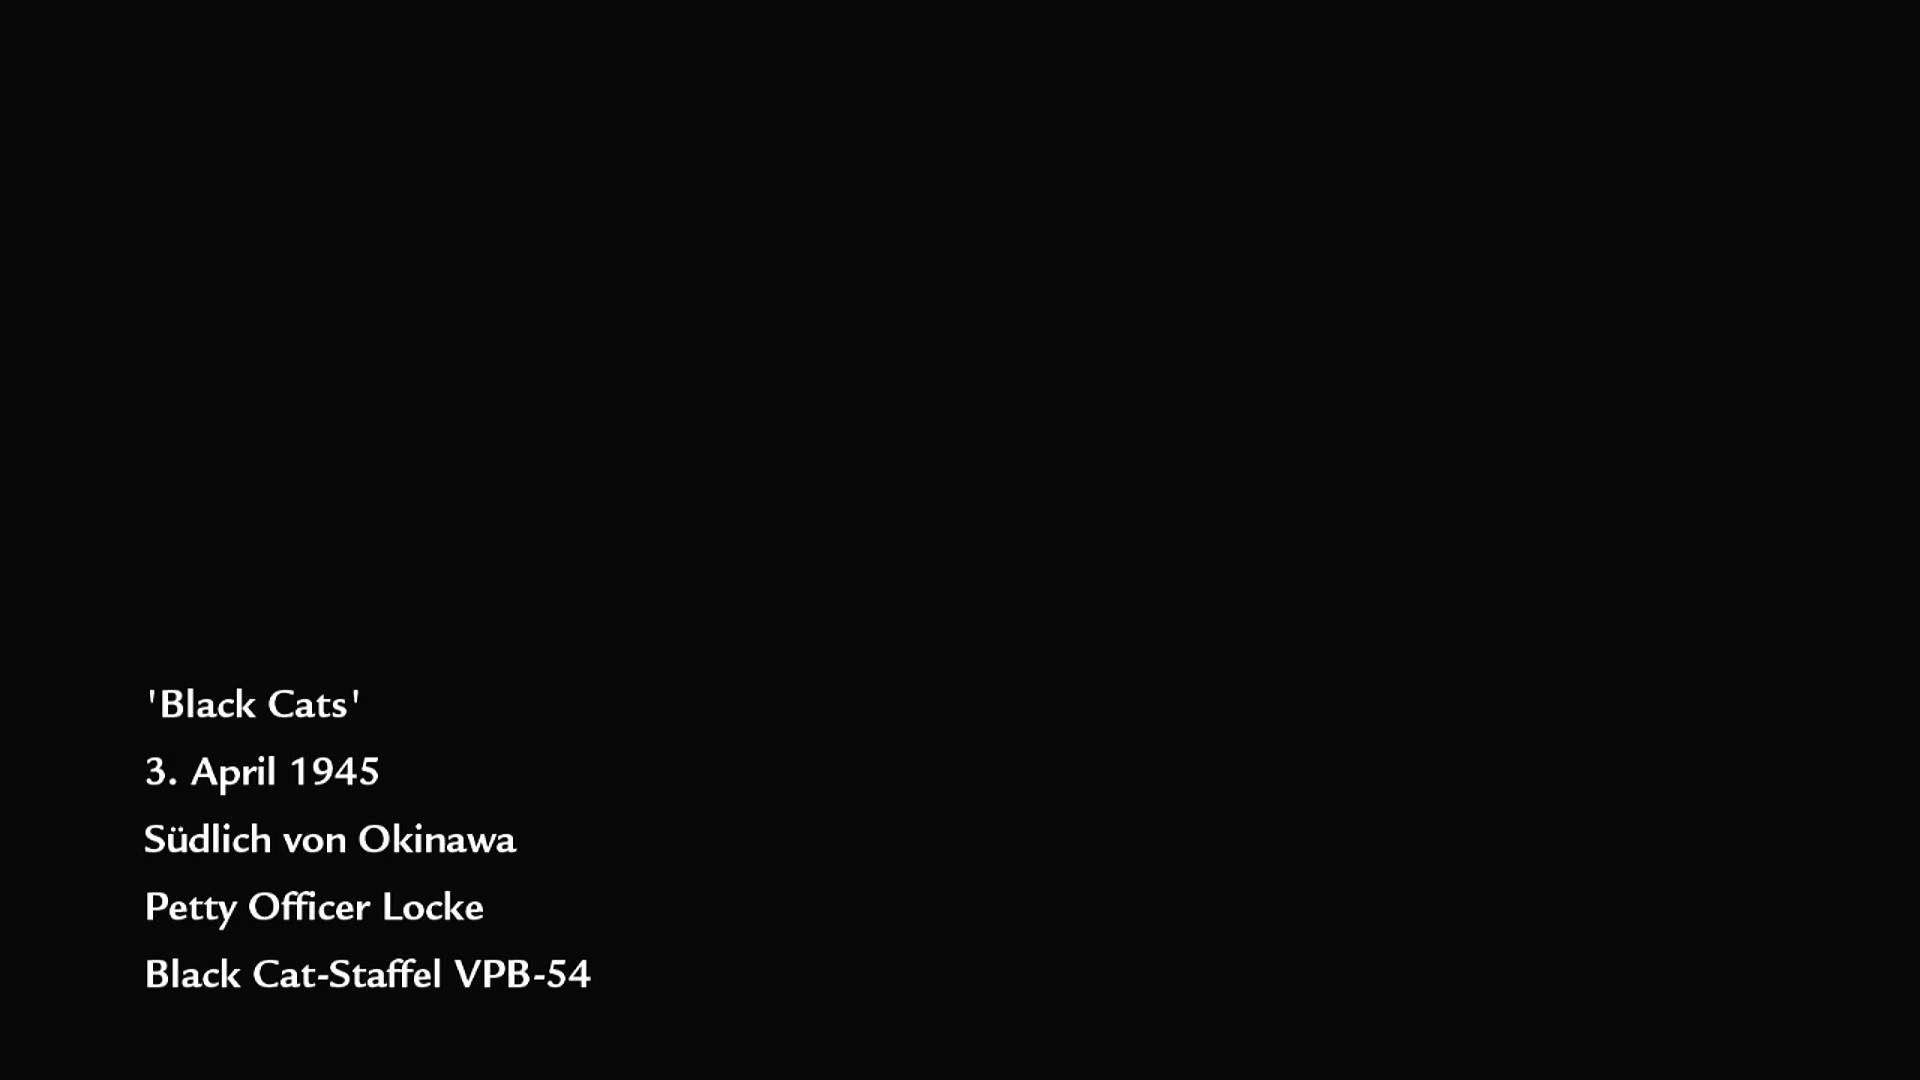 'Black Cats'
3. April 1945
Südlich von Okinawa
Petty Officer Locke
Black Cat-Staffel VPB-54